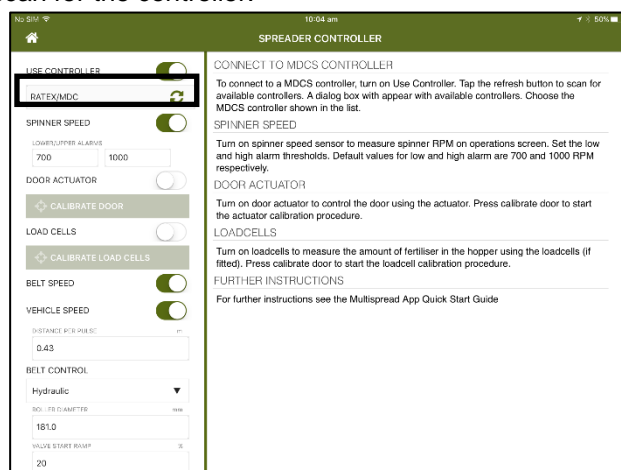 scan for the controller.
No SIM
10:04 am
50%
SPREADER CONTROLLER
USE CONTROLLER
RATEX/MDC
SPINNER SPEED
LOWER/UPPER ALARMS
700 1000
DOOR ACTUATOR
CALIBRATE DOOR
LOAD CELLS
CALIBRATE LOAD CELLS
BELT SPEED
VEHICLE SPEED
DISTANCE PER PULSE m
0.43
BELT CONTROL
Hydraulic
ROLLER DIAMETER mm
181.0
VALVE START RAMP
20
CONNECT TO MDCS CONTROLLER
To connect to a MDCS controller, turn on Use Controller. Tap the refresh button to scan for
available controllers. A dialog box with appear with available controllers. Choose the
MDCS controller shown in the list.
SPINNER SPEED
Turn on spinner speed sensor to measure spinner RPM on operations screen. Set the low
and high alarm thresholds. Default values for low and high alarm are 700 and 1000 RPM
respectively.
DOOR ACTUATOR
Turn on door actuator to control the door using the actuator. Press calibrate door to start
the actuator calibration procedure.
LOADCELLS
Turn on loadcells to measure the amount of fertiliser in the hopper using the loadcells (if
fitted). Press calibrate door to start the loadcell calibration procedure.
FURTHER INSTRUCTIONS
For further instructions see the Multispread App Quick Start Guide